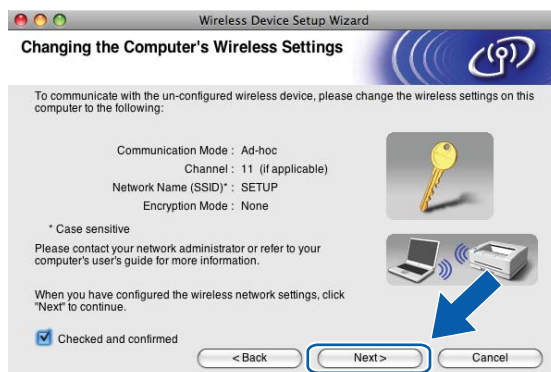 Wireless Device Setup Wizard
Changing the Computer's Wireless Settings
To communicate with the un-configured wireless device, please change the wireless settings on this
computer to the following:
Communication Mode : Ad-hoc
Channel : 11 (if applicable)
Network Name (SSID)* : SETUP
Encryption Mode : None
* Case sensitive
Please contact your network administrator or refer to your
computer's user's guide for more information.
When you have configured the wireless network settings, click
"Next" to continue.
Checked and confirmed
< Back
Next >
Cancel